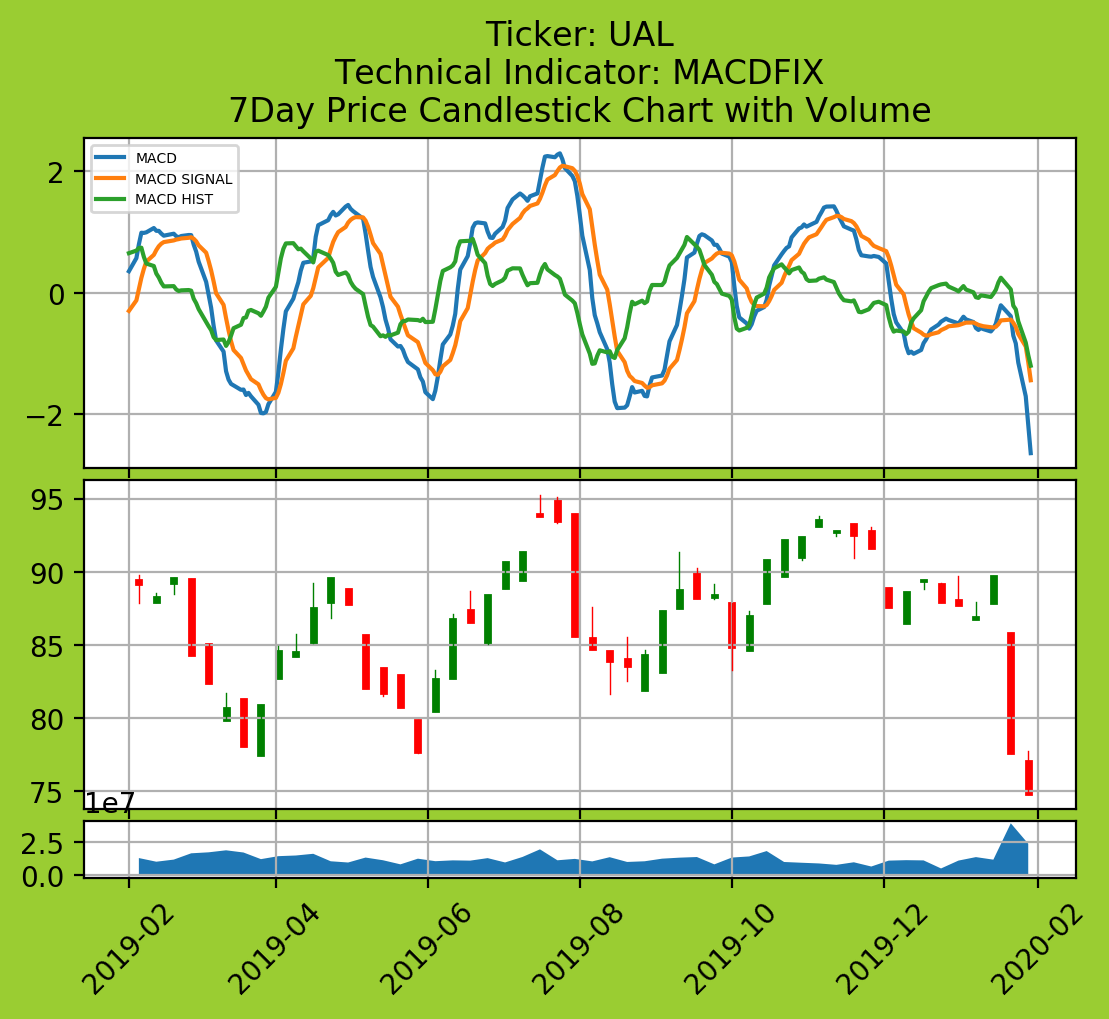 Ticker: UAL
Technical Indicator: MACDFIX
7Day Price Candlestick Chart with Volume
MACD
MACD SIGNAL
MACD HIST
2
0
−2
95
90
85
80
75
1e7
2.5
0.0
2019-02
2019-04
2019-06
2019-08
2019-10
2019-12
2020-02